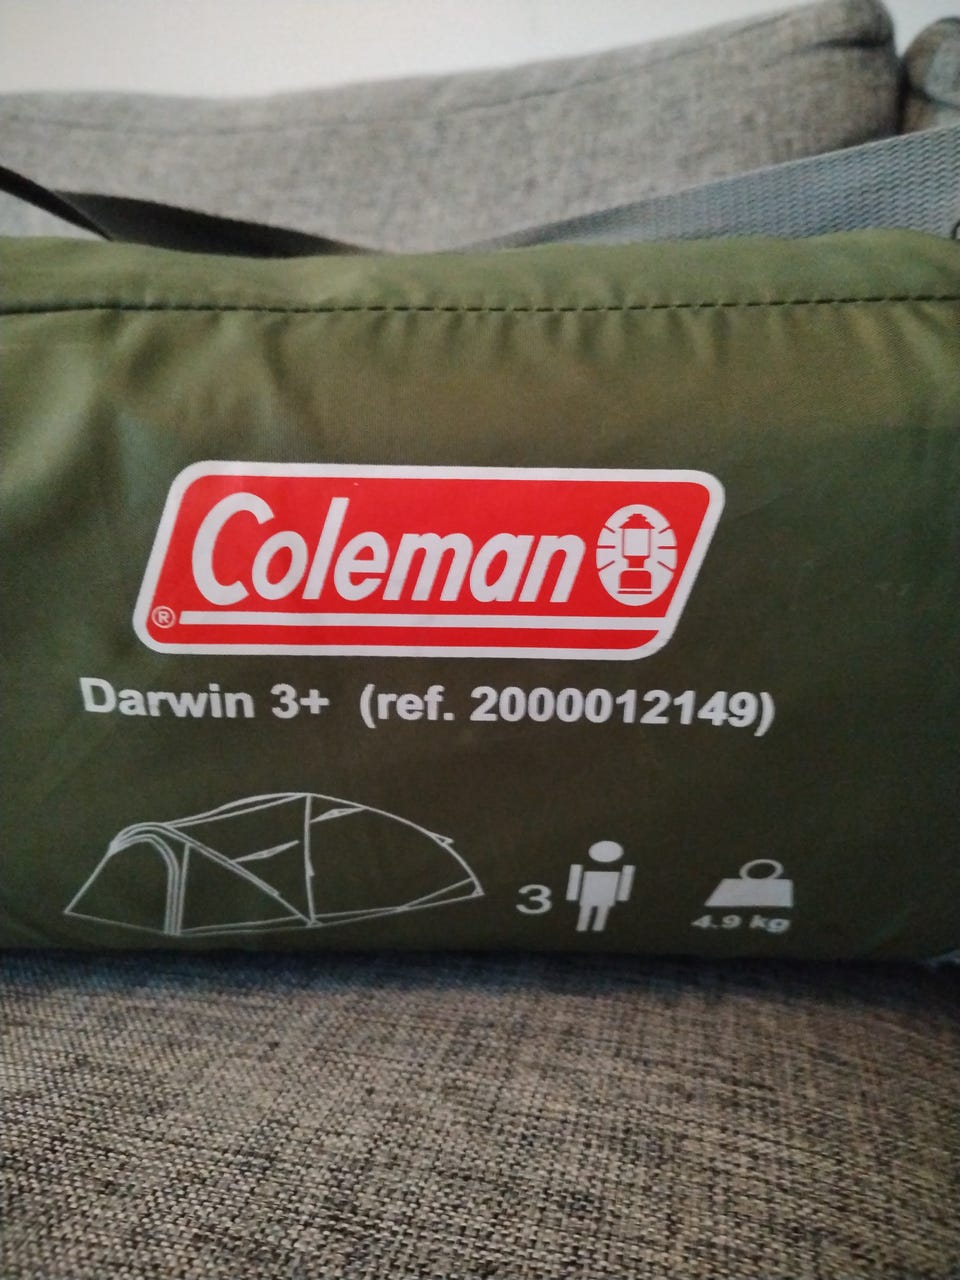 Coleman
®
Darwin 3+ (ref. 2000012149)
3
4.9 kg